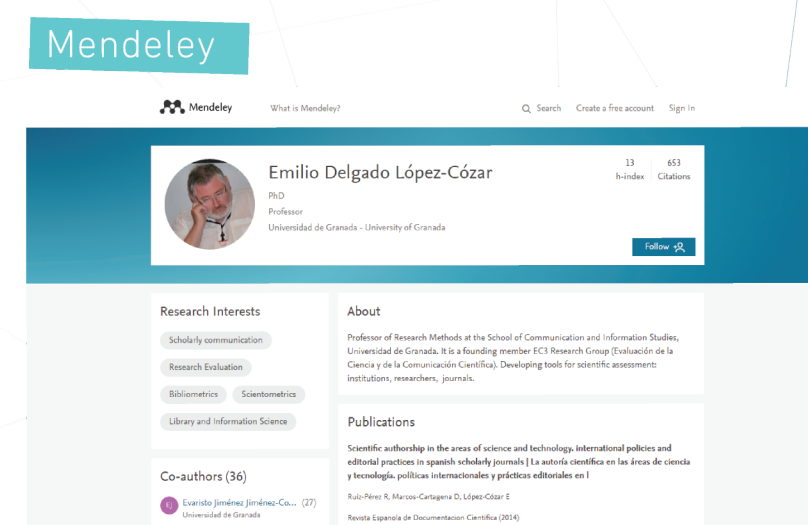 Mendeley
Mendeley
What is Mendeley?
Search
Create a free account
Sign In
Emilio Delgado López-Cózar
PhD
Professor
Universidad de Granada - University of Granada
13
h-index
653
Citations
Follow
Research Interests
Scholarly communication
Research Evaluation
Bibliometrics
Scientometrics
Library and Information Science
Co-authors (36)
Evaristo Jiménez Jiménez-Co... (27)
Universidad de Granada
About
Professor of Research Methods at the School of Communication and Information Studies,
Universidad de Granada. It is a founding member EC3 Research Group (Evaluación de la
Ciencia y de la Comunicación Científica). Developing tools for scientific assessment:
institutions, researchers, journals.
Publications
Scientific authorship in the areas of science and technology. international policies and
editorial practices in spanish scholarly journals | La autoría científica en las áreas de ciencia
y tecnología. políticas internacionales y prácticas editoriales en l
Ruiz-Pérez R, Marcos-Cartagena D, López-Cózar E
Revista Espanola de Documentacion Cientifica (2014)